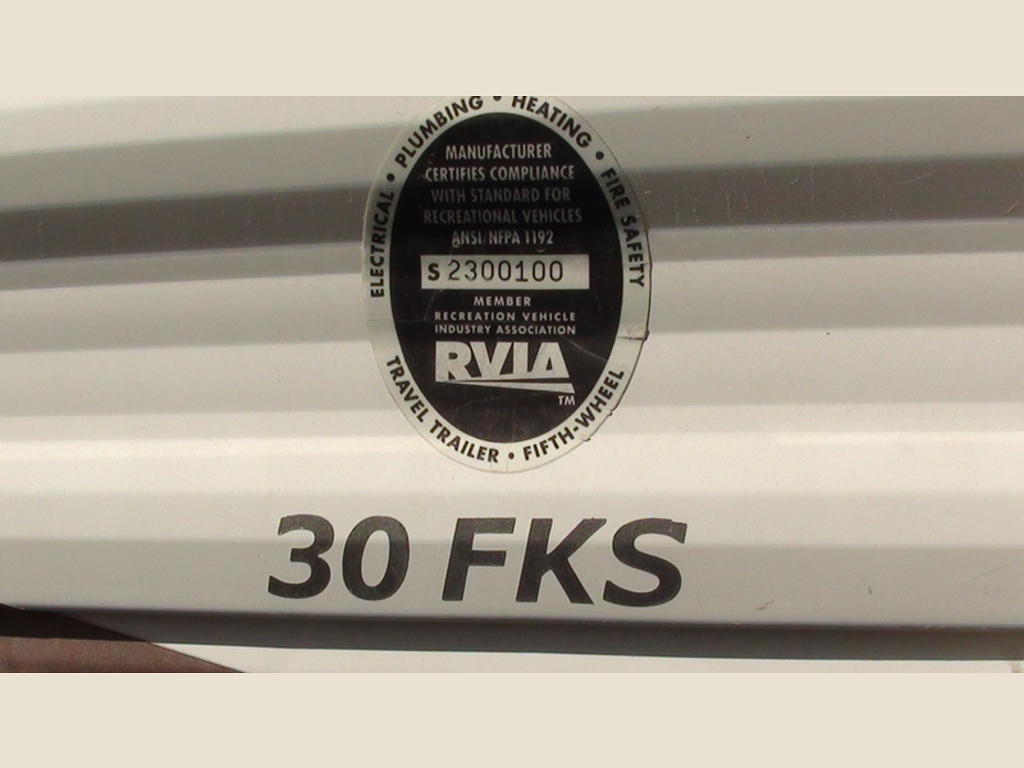 ELECTRICAL • PLUMBING • HEATING • FIRE SAFETY
MANUFACTURER
CERTIFIES COMPLIANCE
WITH STANDARD FOR
RECREATIONAL VEHICLES
ANSI/NFPA 1192
S 2300100
MEMBER
RECREATION VEHICLE
INDUSTRY ASSOCIATION
RVIA
TM
TRAVEL TRAILER • FIFTH-WHEEL
30 FKS